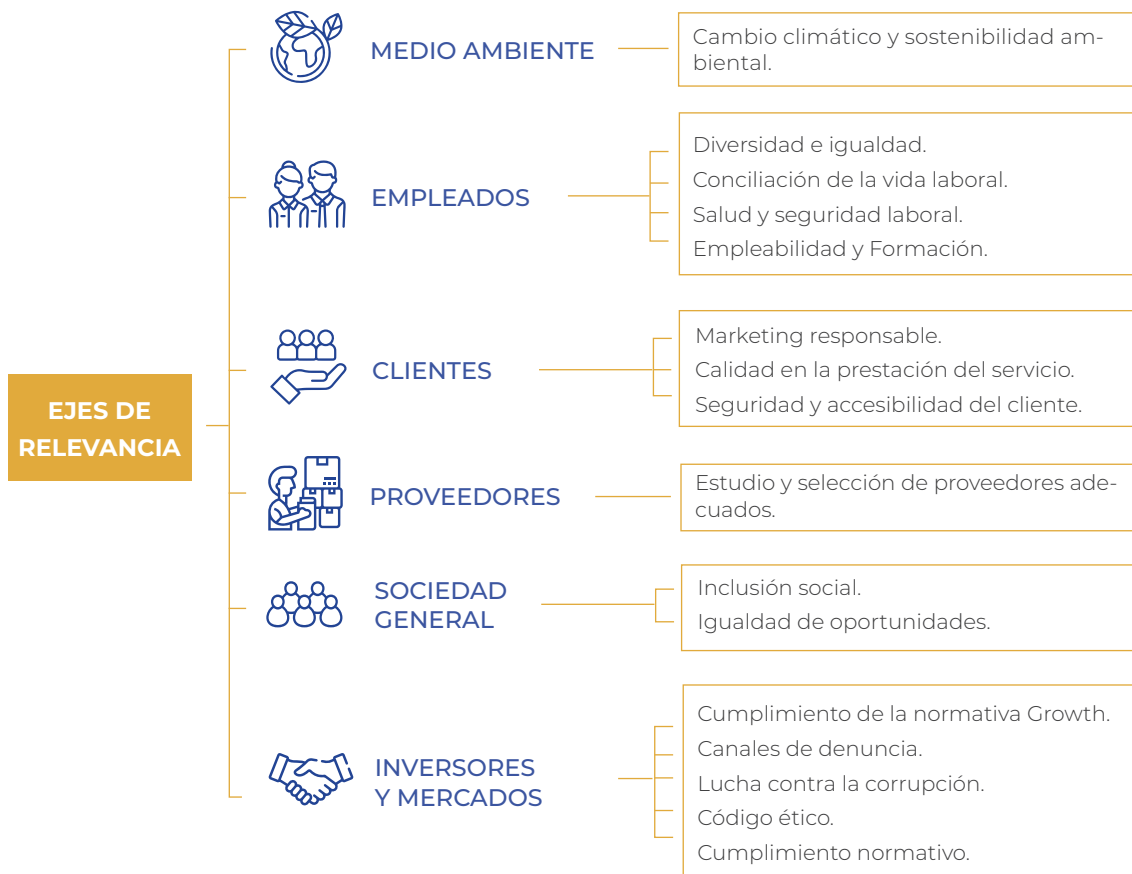 EJES DE
RELEVANCIA
MEDIO AMBIENTE
Cambio climático y sostenibilidad am-
biental.
EMPLEADOS
Diversidad e igualdad.
Conciliación de la vida laboral.
Salud y seguridad laboral.
Empleabilidad y Formación.
CLIENTES
Marketing responsable.
Calidad en la prestación del servicio.
Seguridad y accesibilidad del cliente.
PROVEEDORES
Estudio y selección de proveedores ade-
cuados.
SOCIEDAD
GENERAL
Inclusión social.
Igualdad de oportunidades.
INVERSORES
Y MERCADOS
Cumplimiento de la normativa Growth.
Canales de denuncia.
Lucha contra la corrupción.
Código ético.
Cumplimiento normativo.